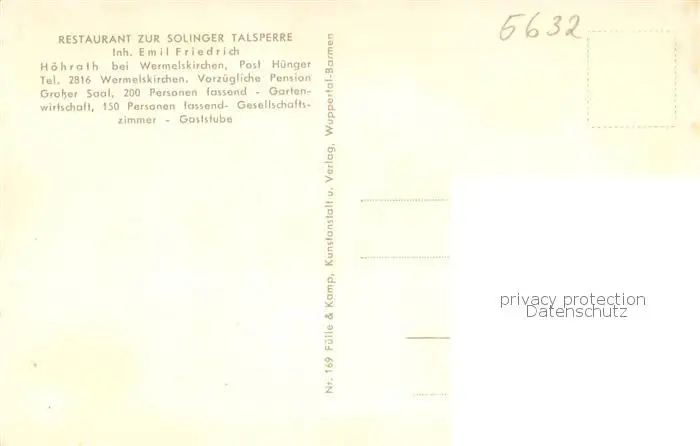 RESTAURANT ZUR SOLINGER TALSPERRE
Inh. Emil Friedrich
Höhrath bei Wermelskirchen, Post Hünger
Tel. 2816 Wermelskirchen. Vorzügliche Pension
Großer Saal, 200 Personen fassend - Garten-
wirtschaft, 150 Personen fassend- Gesellschafts-
zimmer - Gaststube
Nr. 169 Fülle & Kamp, Kunstanstalt u. Verlag, Wuppertal-Barmen
5632
privacy protection
Datenschutz